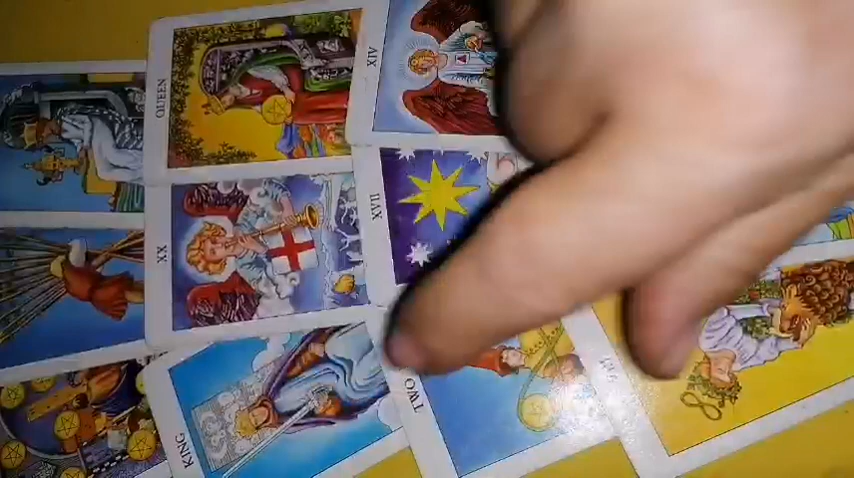 QUEEN
XIV
XX
XVII
KING
TWO